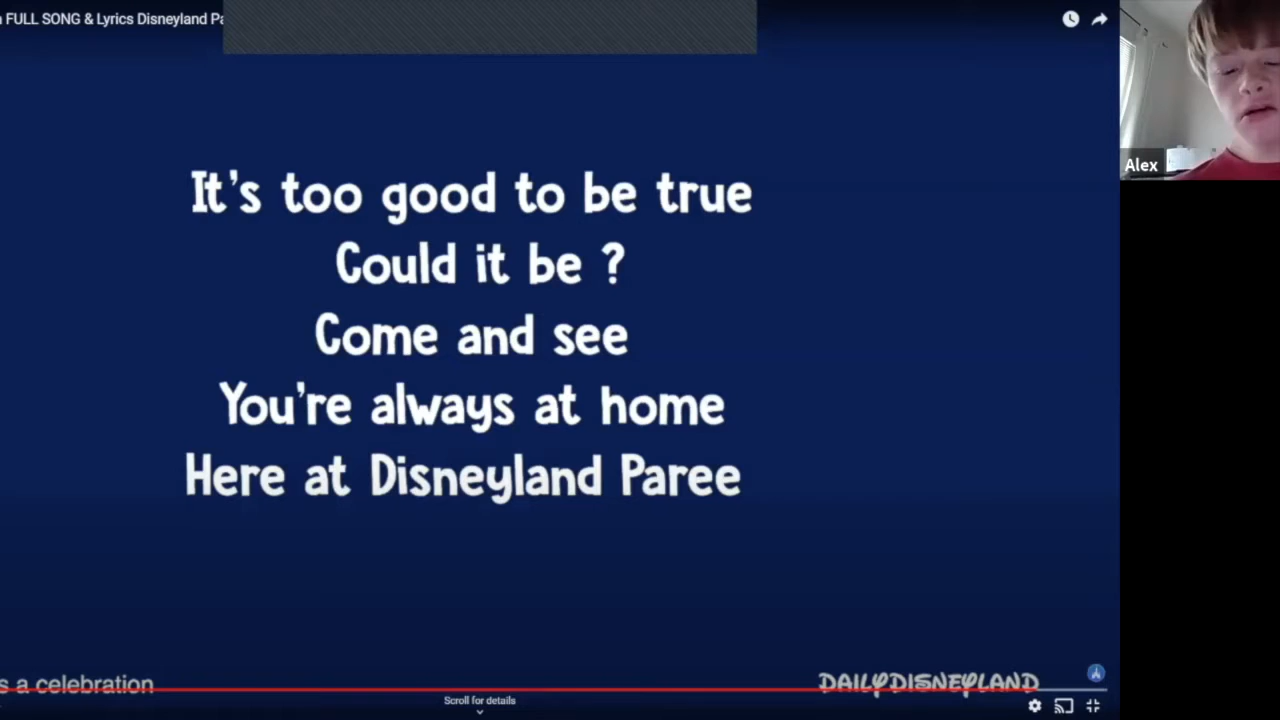 FULL SONG & Lyrics Disneyland Pa
Alex
It's too good to be true
Could it be ?
Come and see
You're always at home
Here at Disneyland Paree
s a celebration
DAILYDISNEYLAND
Scroll for details